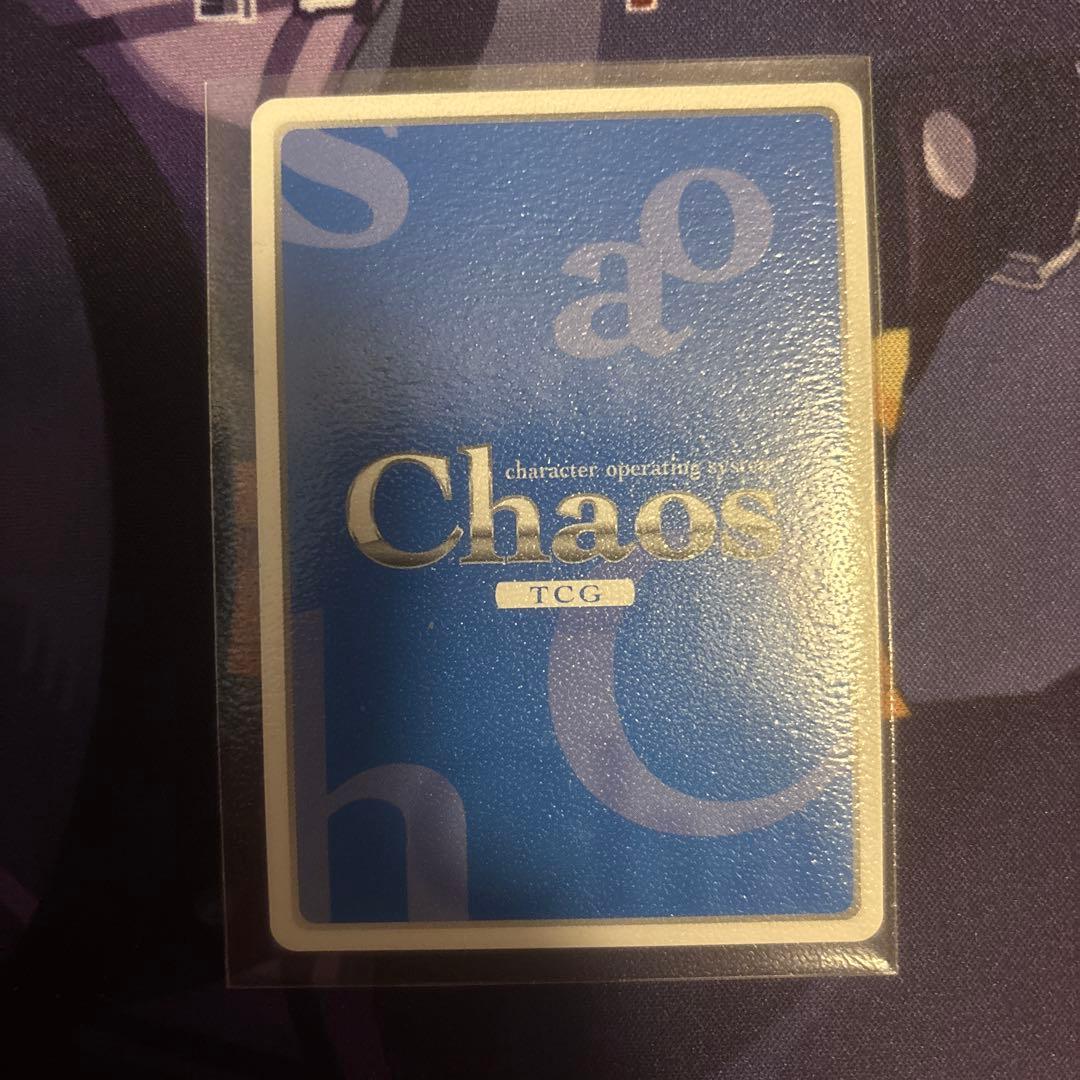 s
a o
character operating system
Chaos
TCG
h C